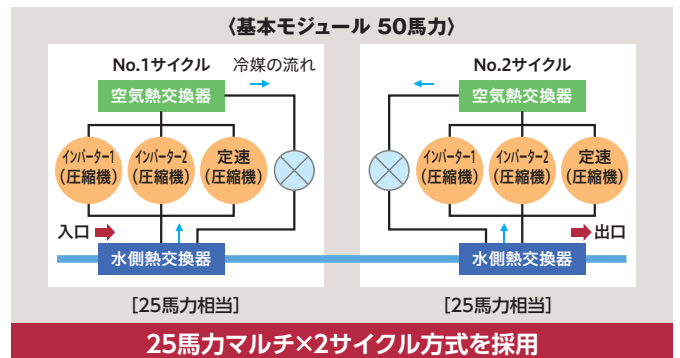 〈基本モジュール 50馬力〉
No.1サイクル
冷媒の流れ
空気熱交換器
インバーター1
(圧縮機)
インバーター2
(圧縮機)
定速
(圧縮機)
入口
水側熱交換器
[25馬力相当]
No.2サイクル
空気熱交換器
インバーター1
(圧縮機)
インバーター2
(圧縮機)
定速
(圧縮機)
出口
水側熱交換器
[25馬力相当]
25馬力マルチ×2サイクル方式を採用